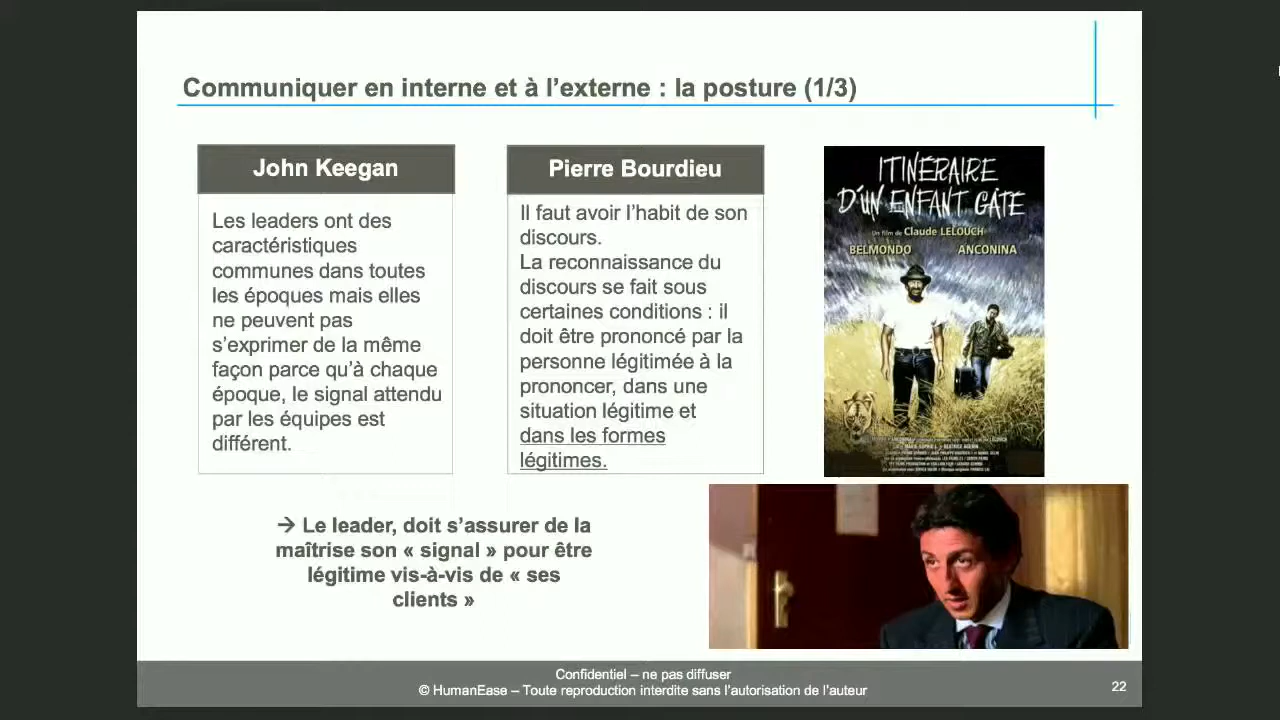 Communiquer en interne et à l’externe : la posture (1/3)
John Keegan
Les leaders ont des
caractéristiques
communes dans toutes
les époques mais elles
ne peuvent pas
s’exprimer de la même
façon parce qu’à chaque
époque, le signal attendu
par les équipes est
différent.
Pierre Bourdieu
Il faut avoir l’habit de son
discours.
La reconnaissance du
discours se fait sous
certaines conditions : il
doit être prononcé par la
personne légitimée à la
prononcer, dans une
situation légitime et
dans les formes
légitimes.
ITINÉRAIRE
D'UN ENFANT GÂTÉ
Un film de Claude LELOUCH
BELMONDO ANCONINA
→ Le leader, doit s’assurer de la
maîtrise son « signal » pour être
légitime vis-à-vis de « ses
clients »
Confidentiel – ne pas diffuser
© HumanEase – Toute reproduction interdite sans l’autorisation de l’auteur
22